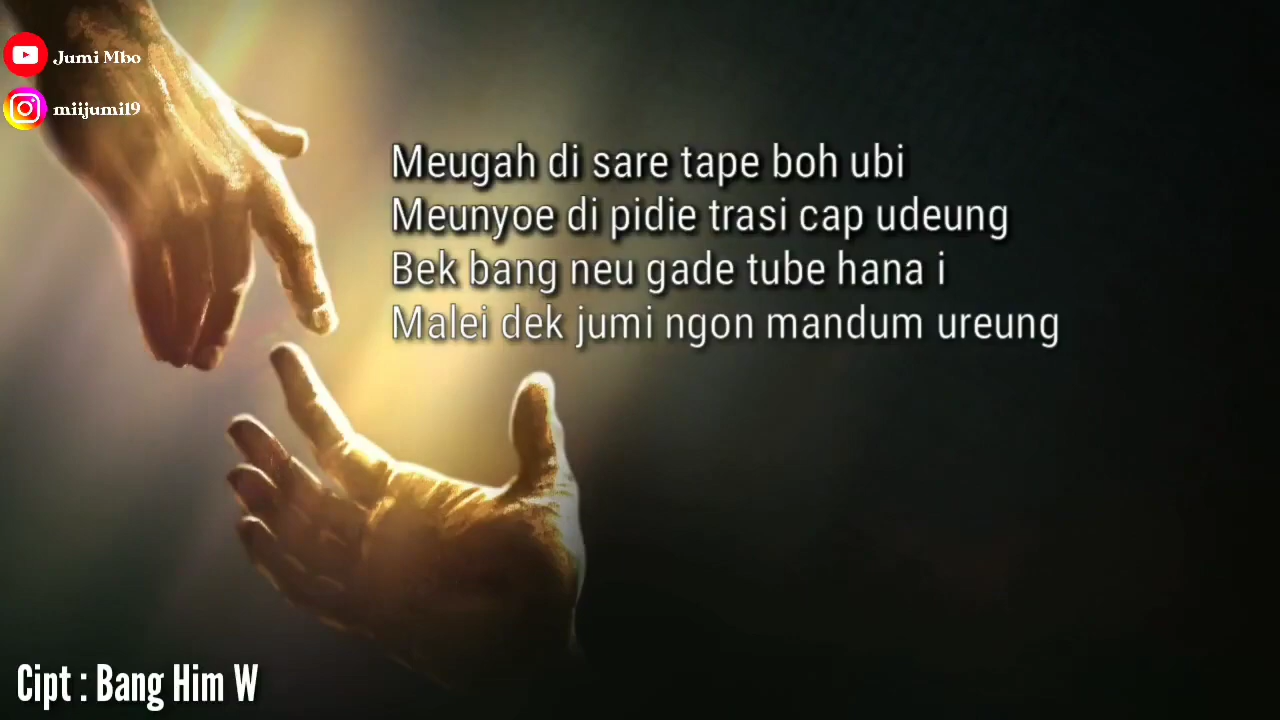 Jumi Mbo
miijumi19
Meugah di sare tape boh ubi
Meunyoe di pidie trasi cap udeung
Bek bang neu gade tube hana i
Malei dek jumi ngon mandum ureung
Cipt : Bang Him W